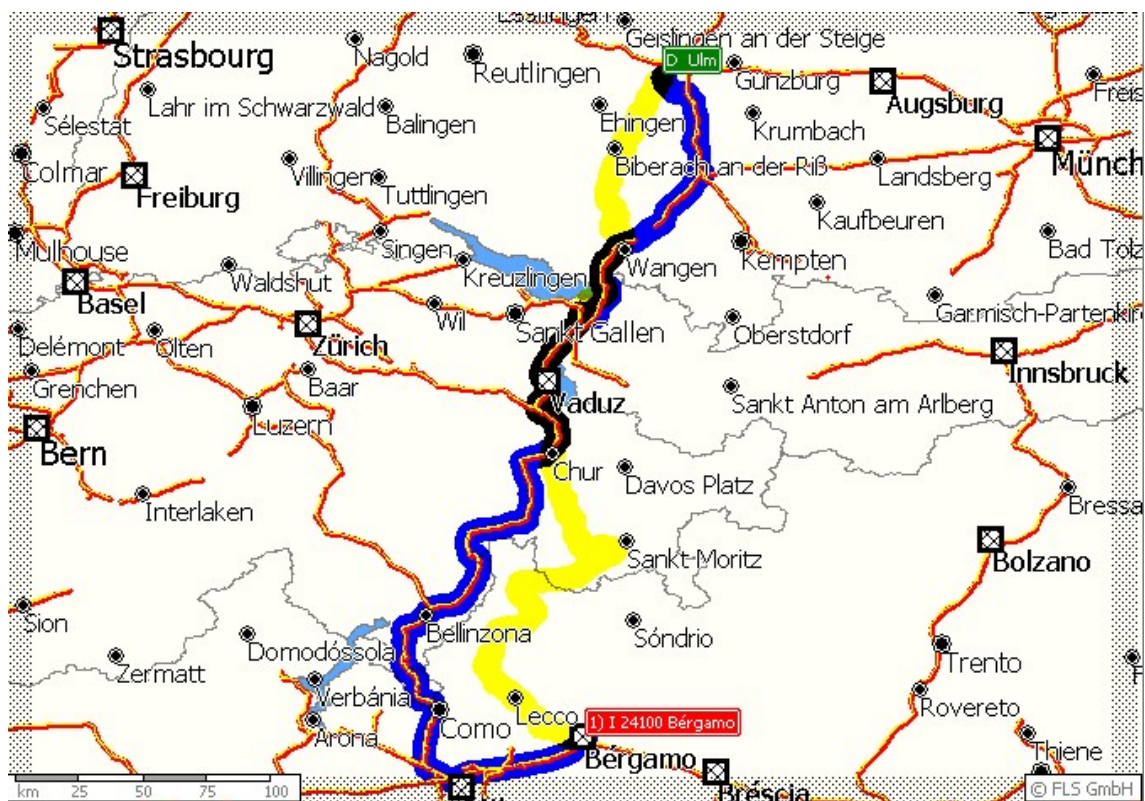 Strasbourg
Nagold
Geislingen an der Steige
Reutlingen
D Ulm
Günzburg
Augsburg
Lahr im Schwarzwald
Sélestat
Balingen
Ehingen
Krumbach
Münch
Colmar
Villingen
Biberach an der Riß
Landsberg
Freiburg
Tuttlingen
Kaufbeuren
Mulhouse
Singen
Wangen
Kempten
Bad Tölz
Waldshut
Kreuzlingen
Basel
Wil
Garmisch-Partenkir
Delémont
Olten
Zürich
Sankt Gallen
Oberstdorf
Grenchen
Baar
Vaduz
Sankt Anton am Arlberg
Innsbruck
Luzern
Bern
Chur
Davos Platz
Interlaken
Bressa
Sankt-Moritz
Bolzano
Sion
Bellinzona
Sóndrio
Domodóssola
Zermatt
Trento
Verbánia
Lecco
Rovereto
Arona
Como
1) I 24100 Bérgamo
Bérgamo
Thiene
Bréscia
km 25 50 75 100
© FLS GmbH